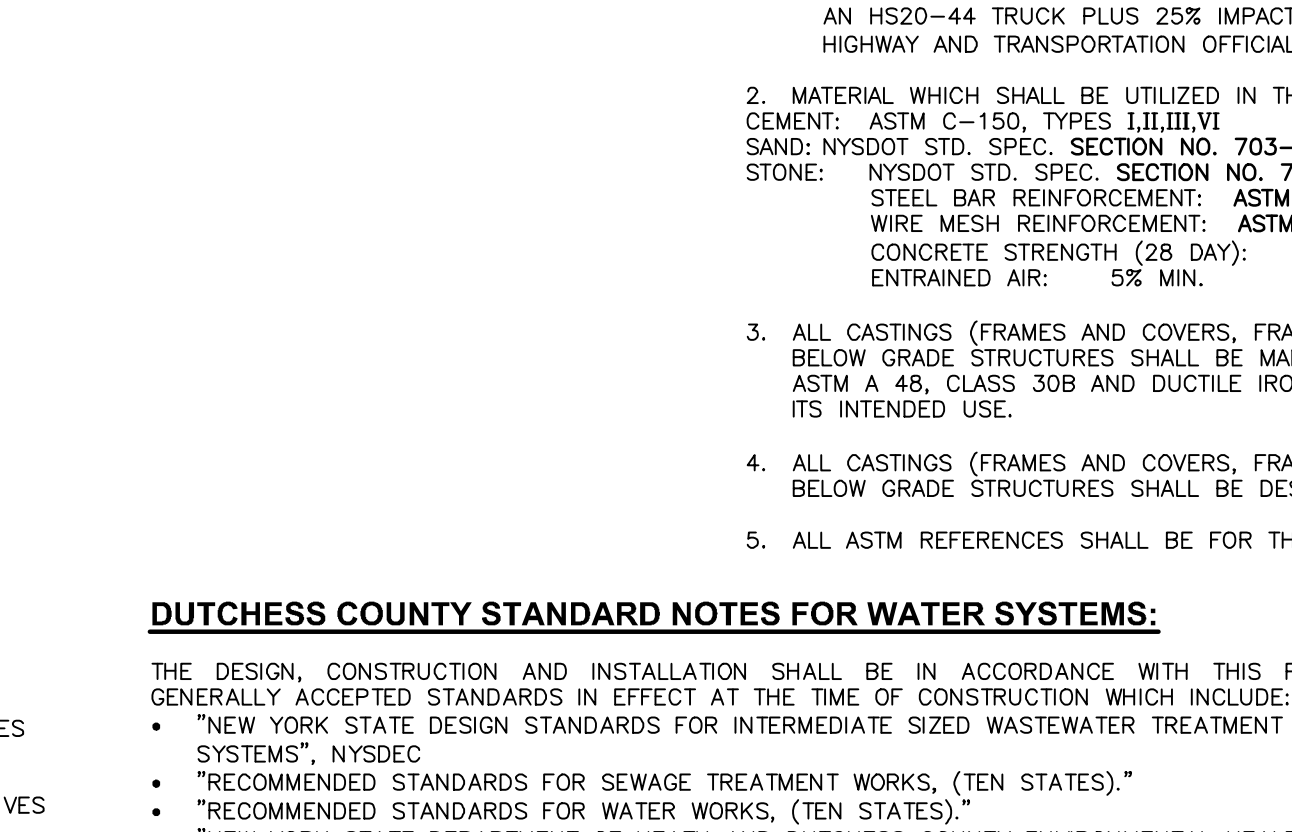 AN HS20-44 TRUCK PLUS 25% IMPACT
HIGHWAY AND TRANSPORTATION OFFICIAL
2. MATERIAL WHICH SHALL BE UTILIZED IN TH
CEMENT: ASTM C-150, TYPES I,II,III,VI
SAND: NYSDOT STD. SPEC. SECTION NO. 703-
STONE: NYSDOT STD. SPEC. SECTION NO. 7
STEEL BAR REINFORCEMENT: ASTM
WIRE MESH REINFORCEMENT: ASTM
CONCRETE STRENGTH (28 DAY):
ENTRAINED AIR: 5% MIN.
3. ALL CASTINGS (FRAMES AND COVERS, FRA
BELOW GRADE STRUCTURES SHALL BE MA
ASTM A 48, CLASS 30B AND DUCTILE IRO
ITS INTENDED USE.
4. ALL CASTINGS (FRAMES AND COVERS, FRA
BELOW GRADE STRUCTURES SHALL BE DES
5. ALL ASTM REFERENCES SHALL BE FOR TH
DUTCHESS COUNTY STANDARD NOTES FOR WATER SYSTEMS:
THE DESIGN, CONSTRUCTION AND INSTALLATION SHALL BE IN ACCORDANCE WITH THIS
GENERALLY ACCEPTED STANDARDS IN EFFECT AT THE TIME OF CONSTRUCTION WHICH INCLUDE:
• "NEW YORK STATE DESIGN STANDARDS FOR INTERMEDIATE SIZED WASTEWATER TREATMENT
SYSTEMS", NYSDEC
• "RECOMMENDED STANDARDS FOR SEWAGE TREATMENT WORKS, (TEN STATES)."
• "RECOMMENDED STANDARDS FOR WATER WORKS, (TEN STATES)."
ES
VES